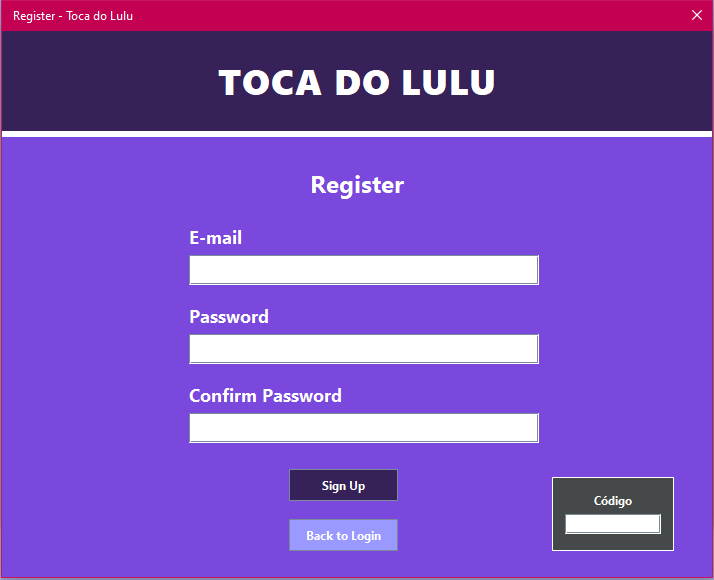 Register - Toca do Lulu
TOCA DO LULU
Register
E-mail
Password
Confirm Password
Sign Up
Código
Back to Login